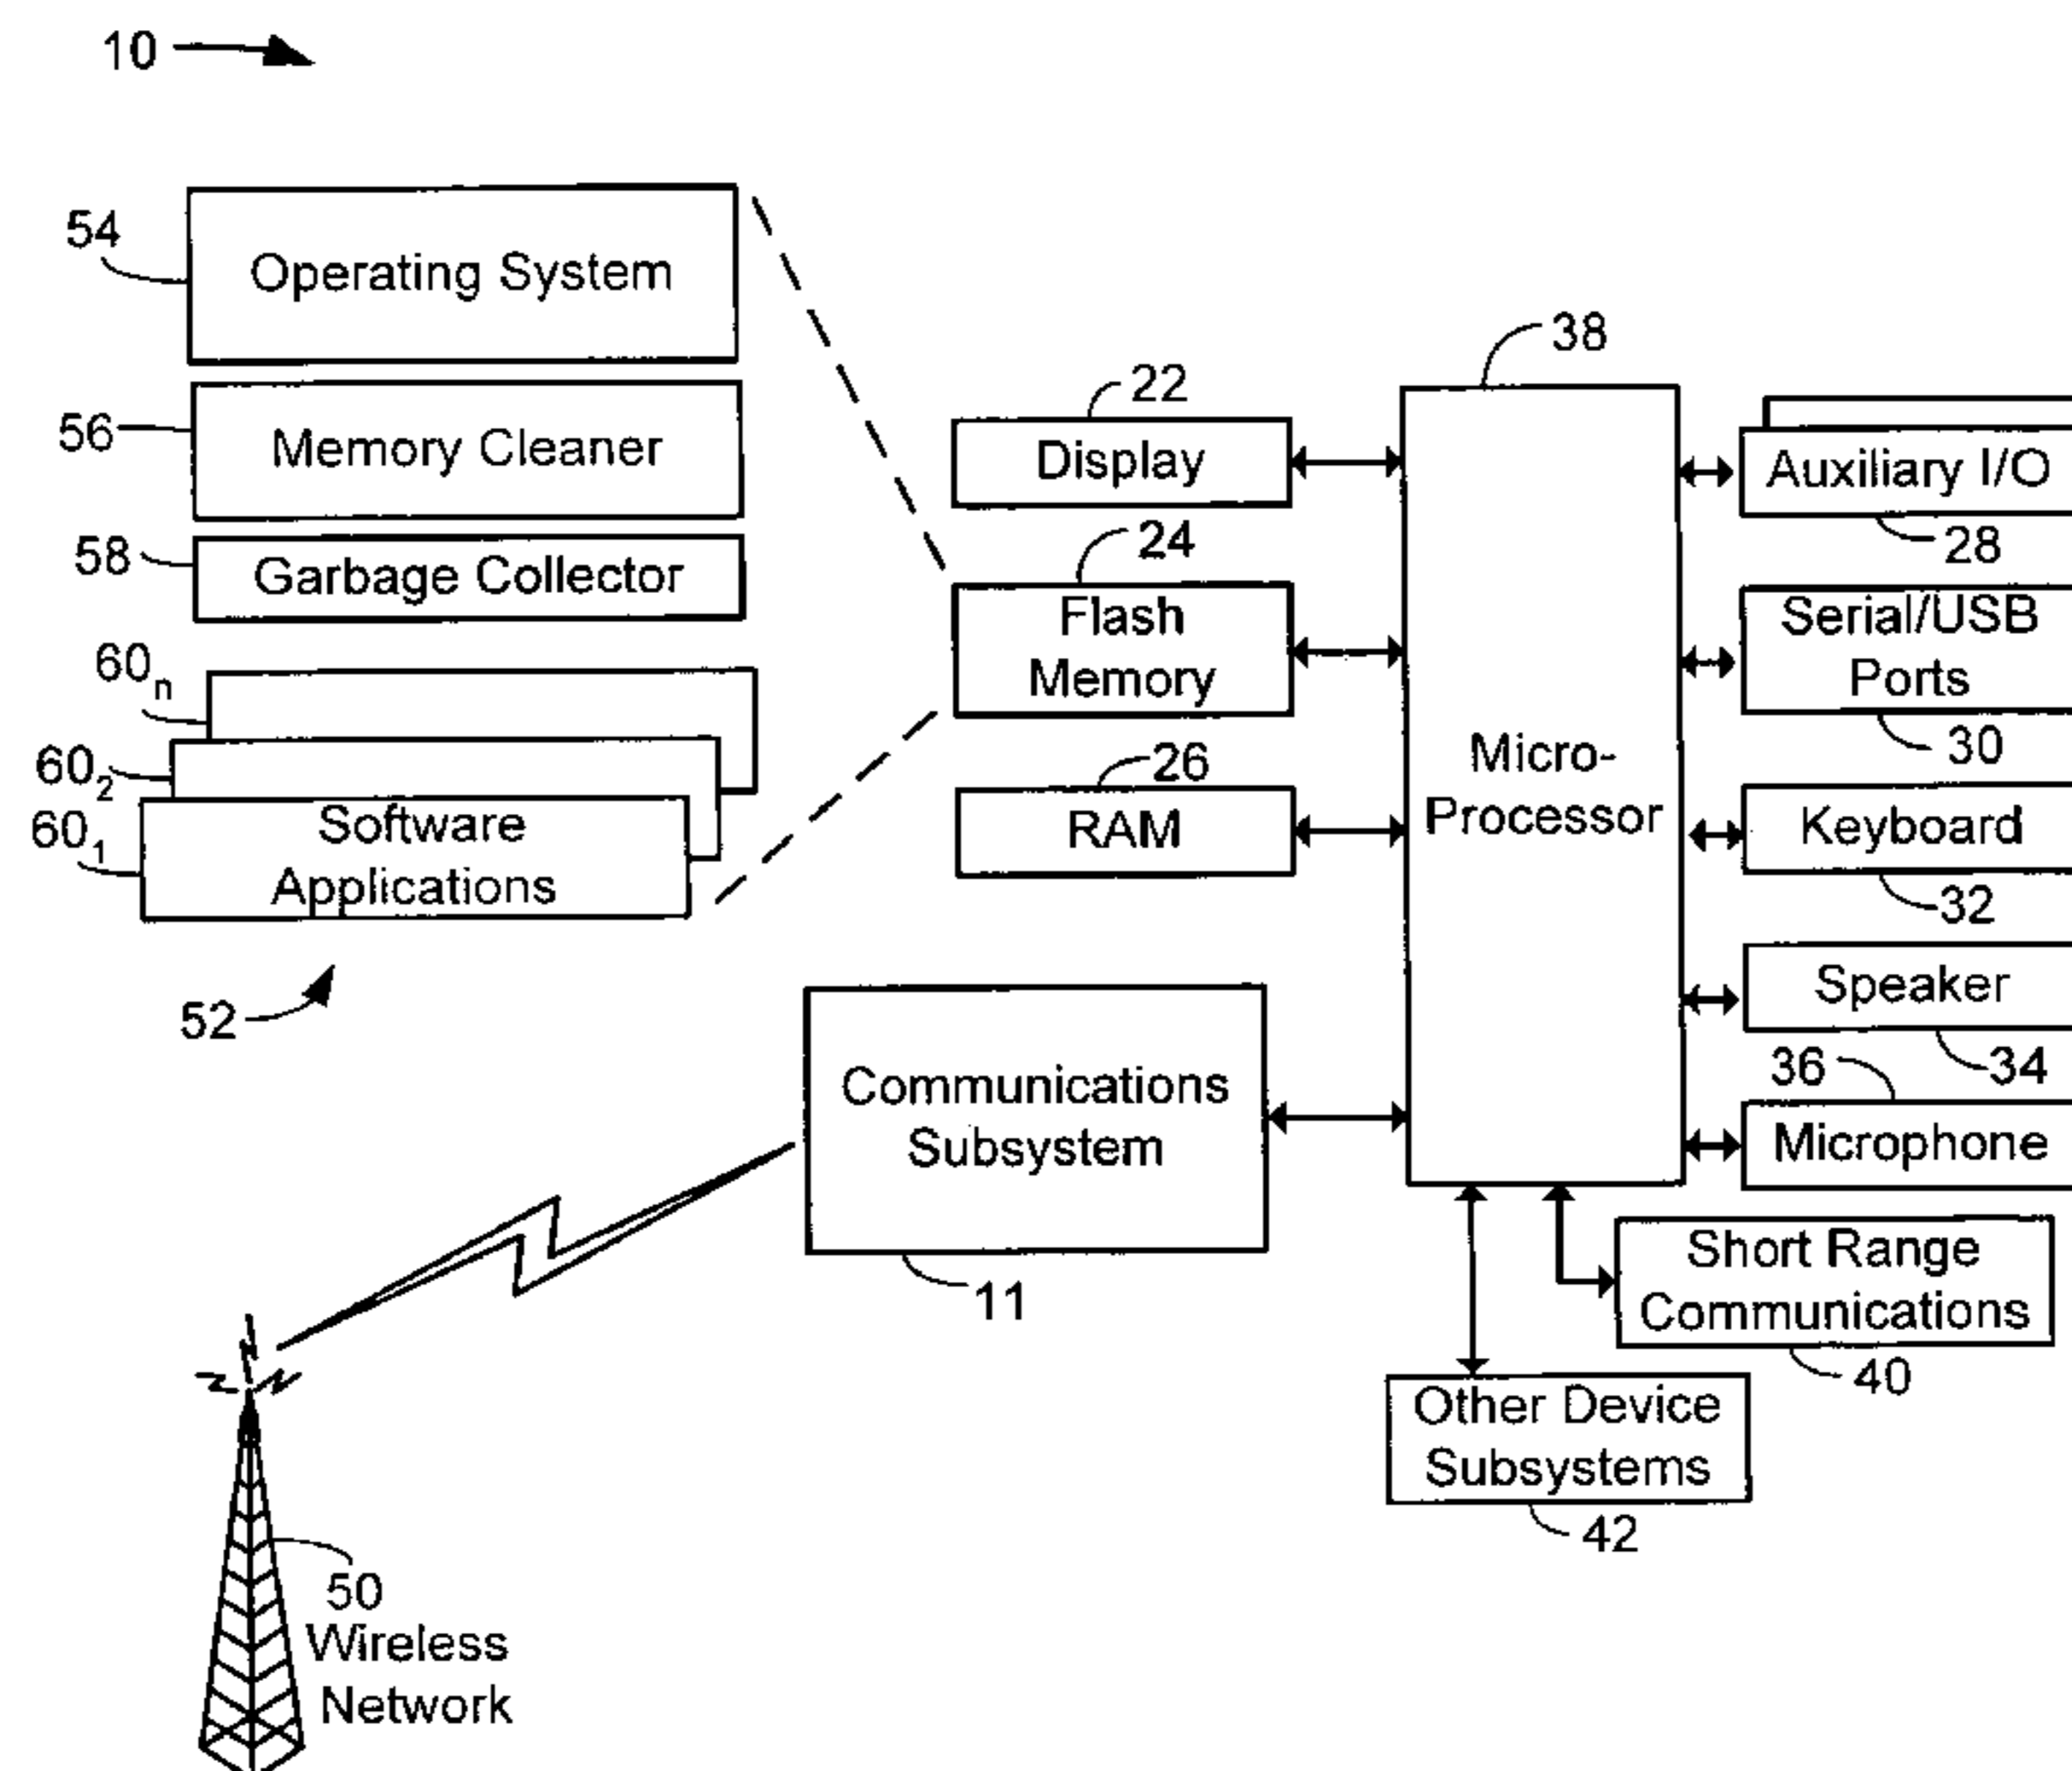 10
54
Operating System
56
Memory Cleaner
58
Garbage Collector
60n
602
601
Software
Applications
52
22
Display
24
Flash
Memory
26
RAM
38
Micro-
Processor
Auxiliary I/O
28
Serial/USB
Ports
30
Keyboard
32
Speaker
34
36
Microphone
Communications
Subsystem
11
Short Range
Communications
40
Other Device
Subsystems
42
50
Wireless
Network